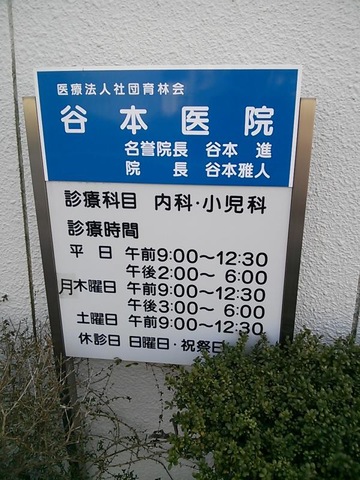 医療法人社団育林会
谷本医院
名誉院長 谷本 進
院 長 谷本雅人
診療科目 内科・小児科
診療時間
平 日 午前9:00〜12:30
午後2:00〜 6:00
月木曜日 午前9:00〜12:30
午後3:00〜 6:00
土曜日 午前9:00〜12:30
休診日 日曜日・祝祭日